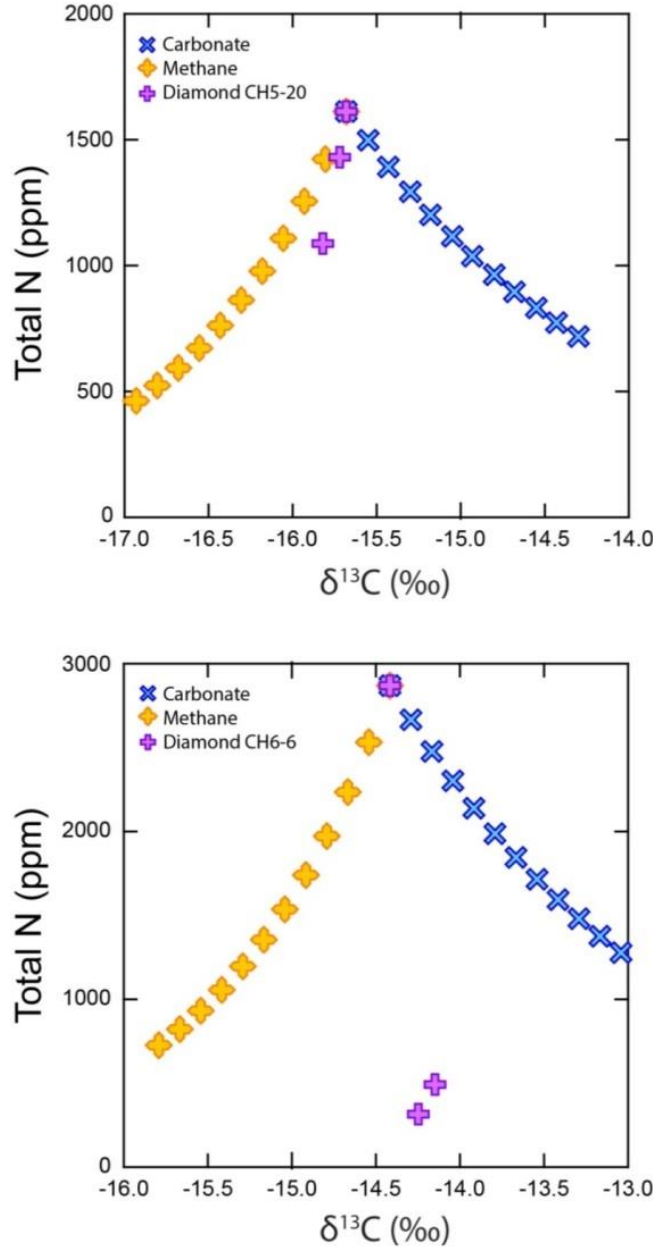 2000
Carbonate
Methane
Diamond CH5-20
1500
1000
500
0
Total N (ppm)
-17.0 -16.5 -16.0 -15.5 -15.0 -14.5 -14.0
δ¹³C (‰)
3000
Carbonate
Methane
Diamond CH6-6
2000
1000
0
Total N (ppm)
-16.0 -15.5 -15.0 -14.5 -14.0 -13.5 -13.0
δ¹³C (‰)